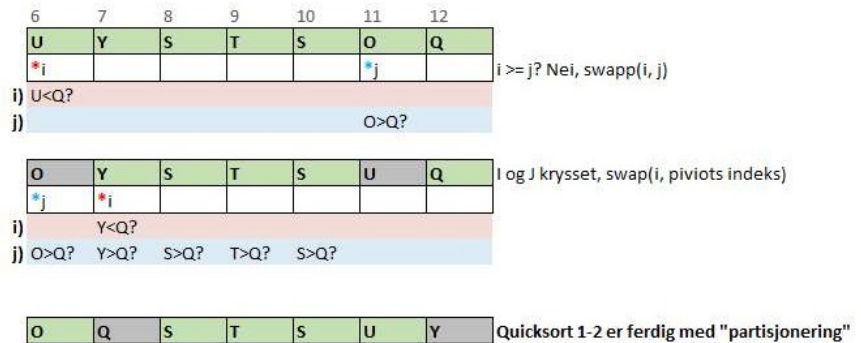 6 7 8 9 10 11 12
U Y S T S O Q
*i *j i >= j? Nei, swapp(i, j)
i) U<Q?
j) O>Q?
O Y S T S U Q I og J krysset, swap(i, piviots indeks)
*j *i
i) Y<Q?
j) O>Q? Y>Q? S>Q? T>Q? S>Q?
O Q S T S U Y Quicksort 1-2 er ferdig med "partisjonering"